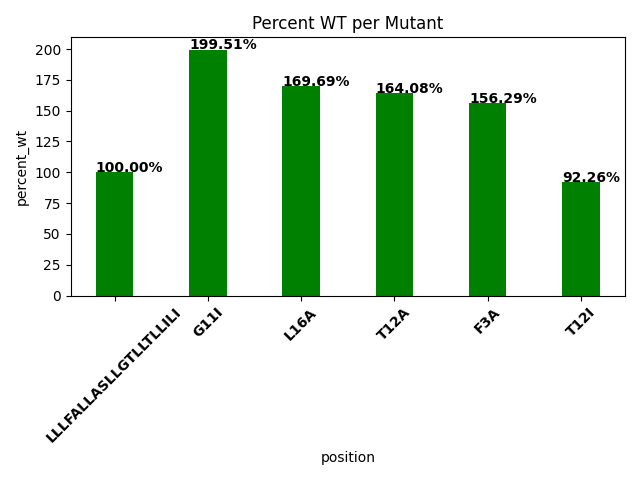 Percent WT per Mutant
percent_wt
200
175
150
125
100
75
50
25
0
100.00%
199.51%
169.69%
164.08%
156.29%
92.26%
LLLFALLASLLGTLLTLLILI
G11I
L16A
T12A
F3A
T12I
position